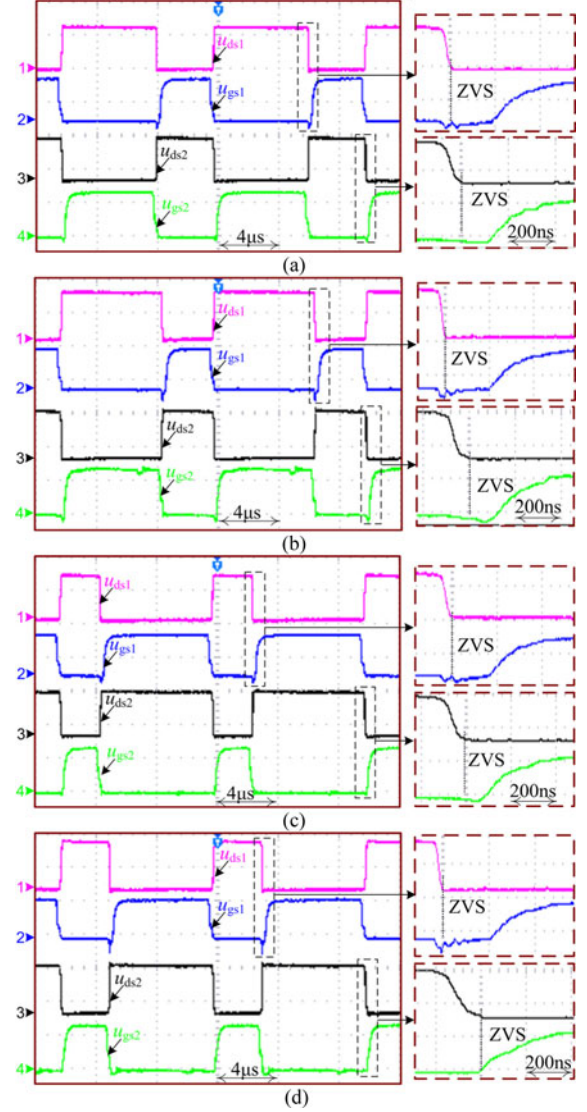 u_ds1
1
ZVS
u_gs1
2
u_ds2
3
ZVS
u_gs2
4
4μs
200ns
(a)
u_ds1
1
ZVS
u_gs1
2
u_ds2
3
ZVS
u_gs2
4
4μs
200ns
(b)
u_ds1
1
ZVS
u_gs1
2
u_ds2
3
ZVS
u_gs2
4
4μs
200ns
(c)
u_ds1
1
ZVS
u_gs1
2
u_ds2
3
ZVS
u_gs2
4
4μs
200ns
(d)